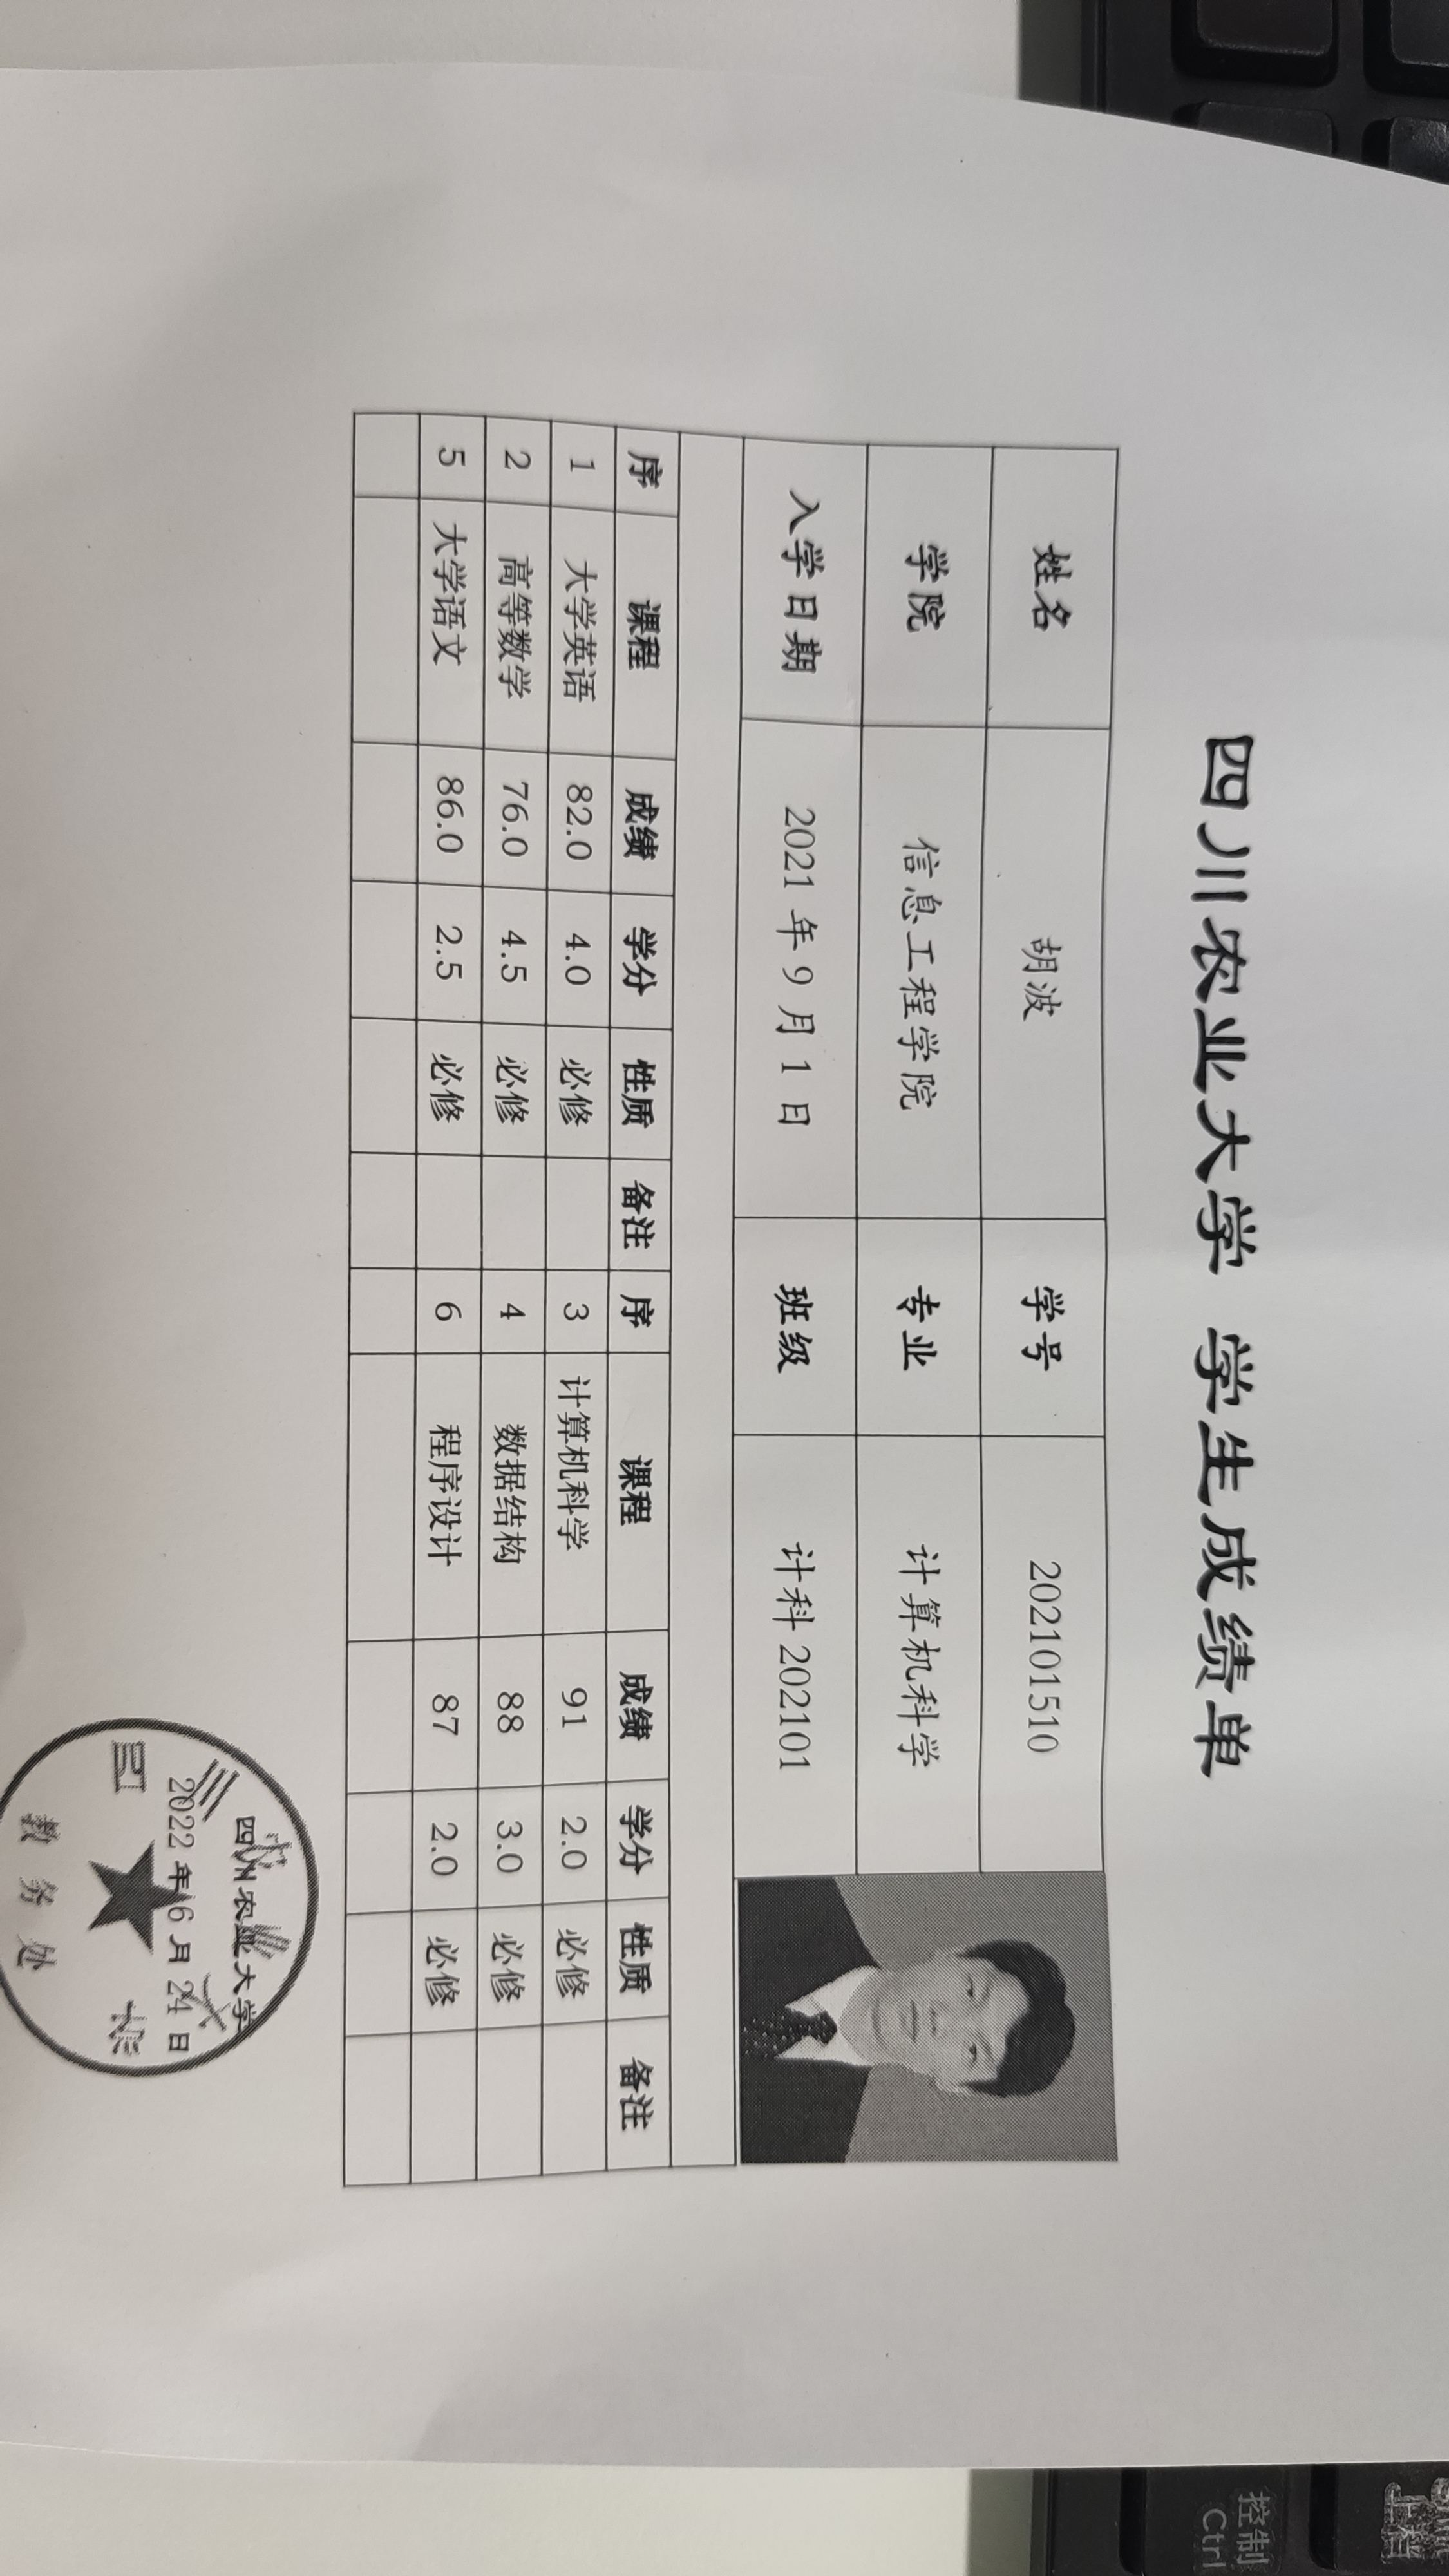 四川农业大学 学生成绩单
姓名 胡波 学号 202101510
学院 信息工程学院 专业 计算机科学
入学日期 2021 年 9 月 1 日 班级 计科 202101
序 课程 成绩 学分 性质 备注 序 课程 成绩 学分 性质 备注
1 大学英语 82.0 4.0 必修 3 计算机科学 91 2.0 必修
2 高等数学 76.0 4.5 必修 4 数据结构 88 3.0 必修
5 大学语文 86.0 2.5 必修 6 程序设计 87 2.0 必修
四川农业大学
2022 年 6 月 24 日
教务处
控制
Ctrl
上档